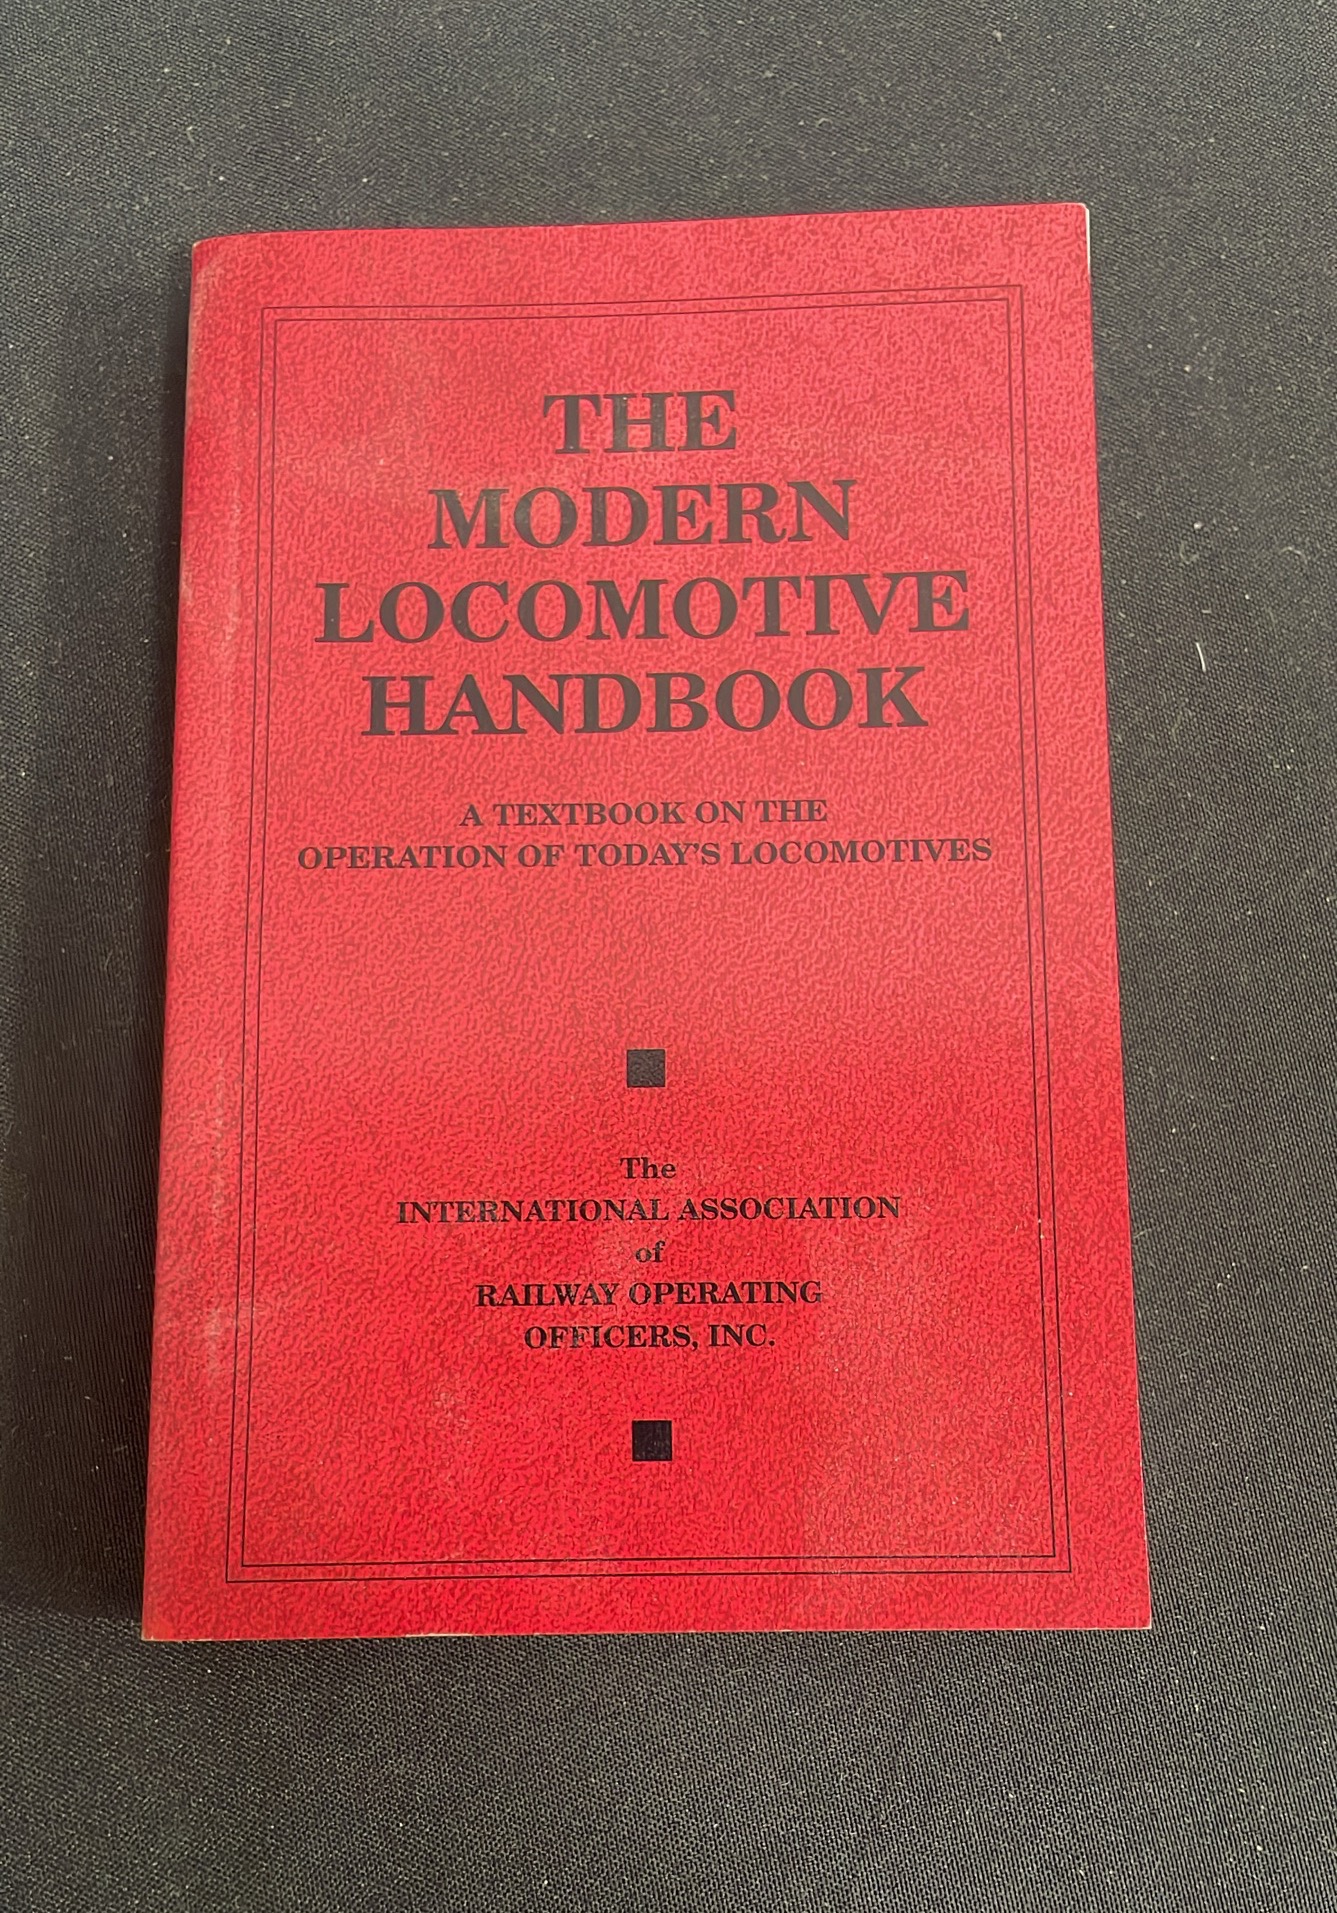 THE
MODERN
LOCOMOTIVE
HANDBOOK
A TEXTBOOK ON THE
OPERATION OF TODAY'S LOCOMOTIVES
The
INTERNATIONAL ASSOCIATION
of
RAILWAY OPERATING
OFFICERS, INC.